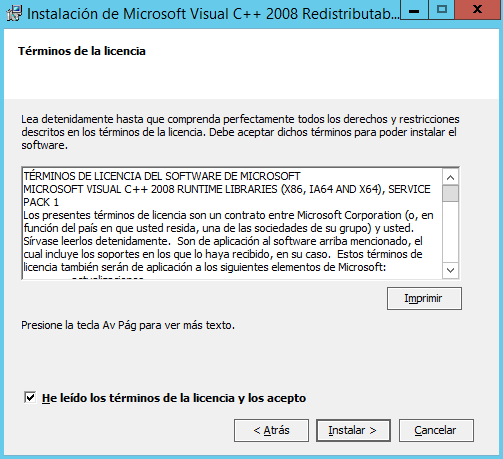 Instalación de Microsoft Visual C++ 2008 Redistributab...
Términos de la licencia
Lea detenidamente hasta que comprenda perfectamente todos los derechos y restricciones
descritos en los términos de la licencia. Debe aceptar dichos términos para poder instalar el
software.
TÉRMINOS DE LICENCIA DEL SOFTWARE DE MICROSOFT
MICROSOFT VISUAL C++ 2008 RUNTIME LIBRARIES (X86, IA64 AND X64), SERVICE
PACK 1
Los presentes términos de licencia son un contrato entre Microsoft Corporation (o, en
función del país en que usted resida, una de las sociedades de su grupo) y usted.
Sírvase leerlos detenidamente.  Son de aplicación al software arriba mencionado, el
cual incluye los soportes en los que lo haya recibido, en su caso.  Estos términos de
licencia también serán de aplicación a los siguientes elementos de Microsoft:
Imprimir
Presione la tecla Av Pág para ver más texto.
He leído los términos de la licencia y los acepto
< Atrás
Instalar >
Cancelar